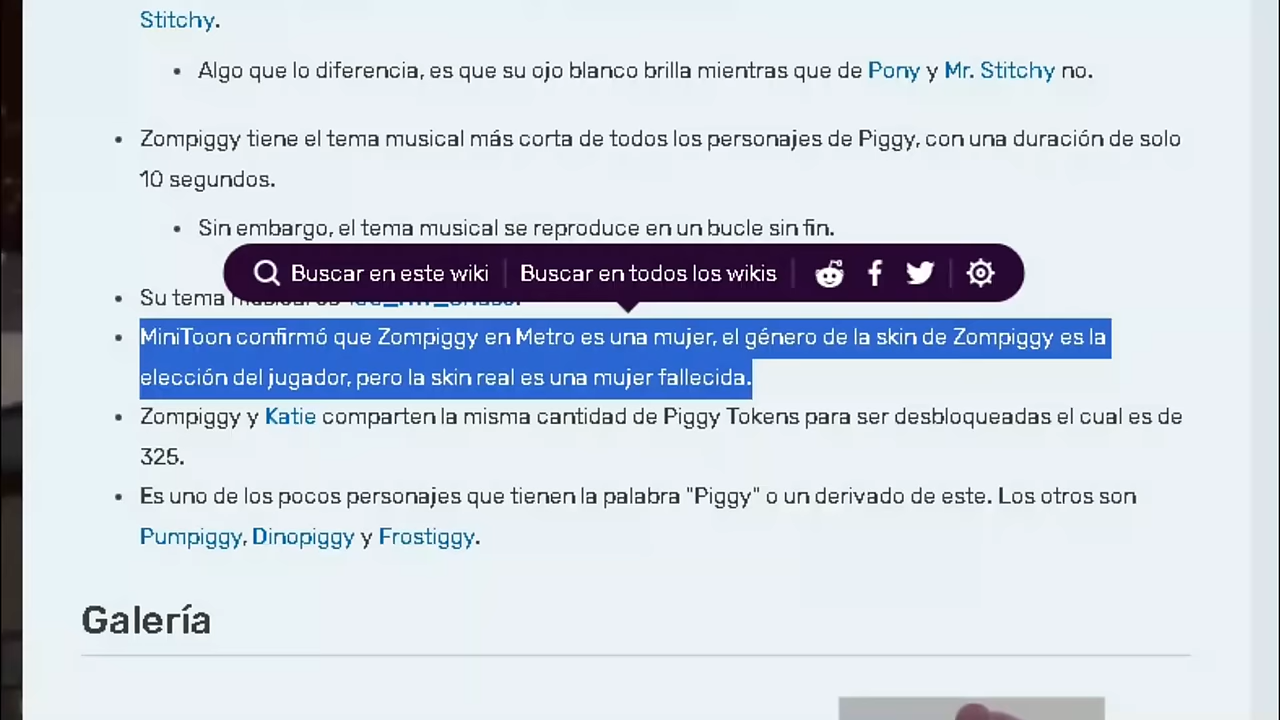 Stitchy.
Algo que lo diferencia, es que su ojo blanco brilla mientras que de Pony y Mr. Stitchy no.
Zompiggy tiene el tema musical más corta de todos los personajes de Piggy, con una duración de solo
10 segundos.
Sin embargo, el tema musical se reproduce en un bucle sin fin.
Buscar en este wiki Buscar en todos los wikis
Su tema musical es
MiniToon confirmó que Zompiggy en Metro es una mujer, el género de la skin de Zompiggy es la
elección del jugador, pero la skin real es una mujer fallecida.
Zompiggy y Katie comparten la misma cantidad de Piggy Tokens para ser desbloqueadas el cual es de
325.
Es uno de los pocos personajes que tienen la palabra "Piggy" o un derivado de este. Los otros son
Pumpiggy, Dinopiggy y Frostiggy.
Galería